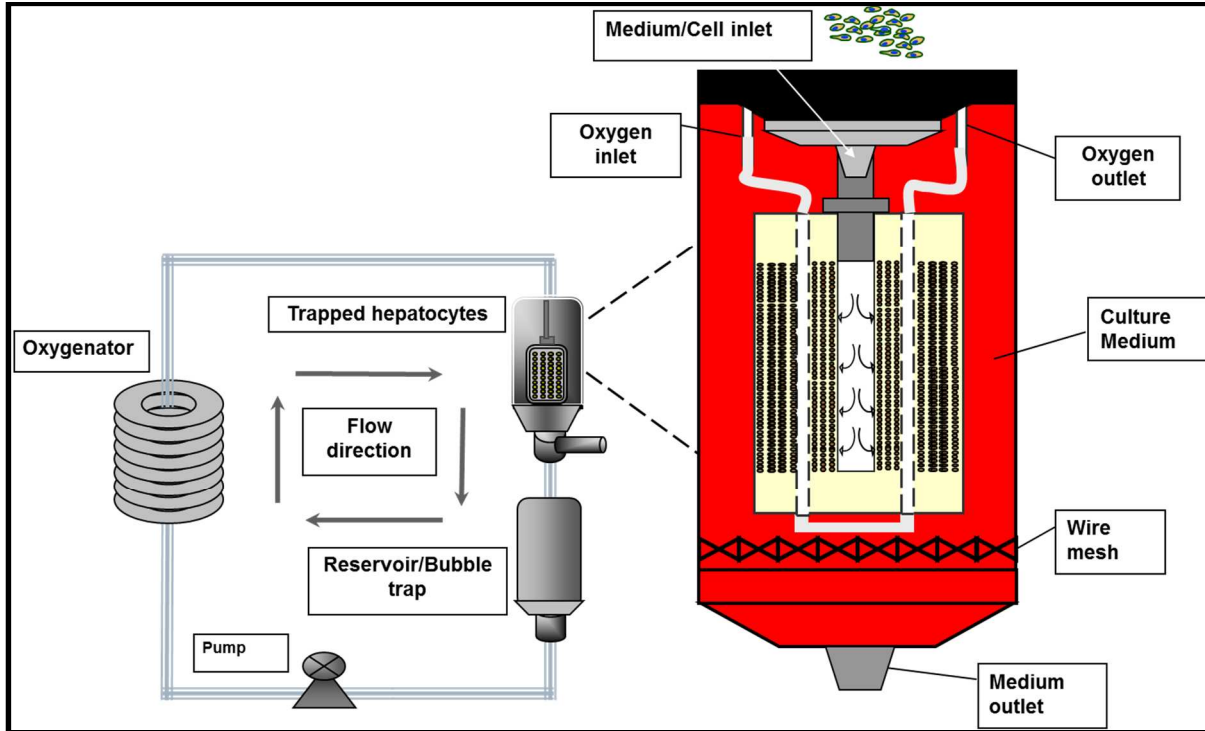 Medium/Cell inlet
Oxygen
inlet
Oxygen
outlet
Trapped hepatocytes
Oxygenator
Flow
direction
Culture
Medium
Reservoir/Bubble
trap
Wire
mesh
Pump
Medium
outlet